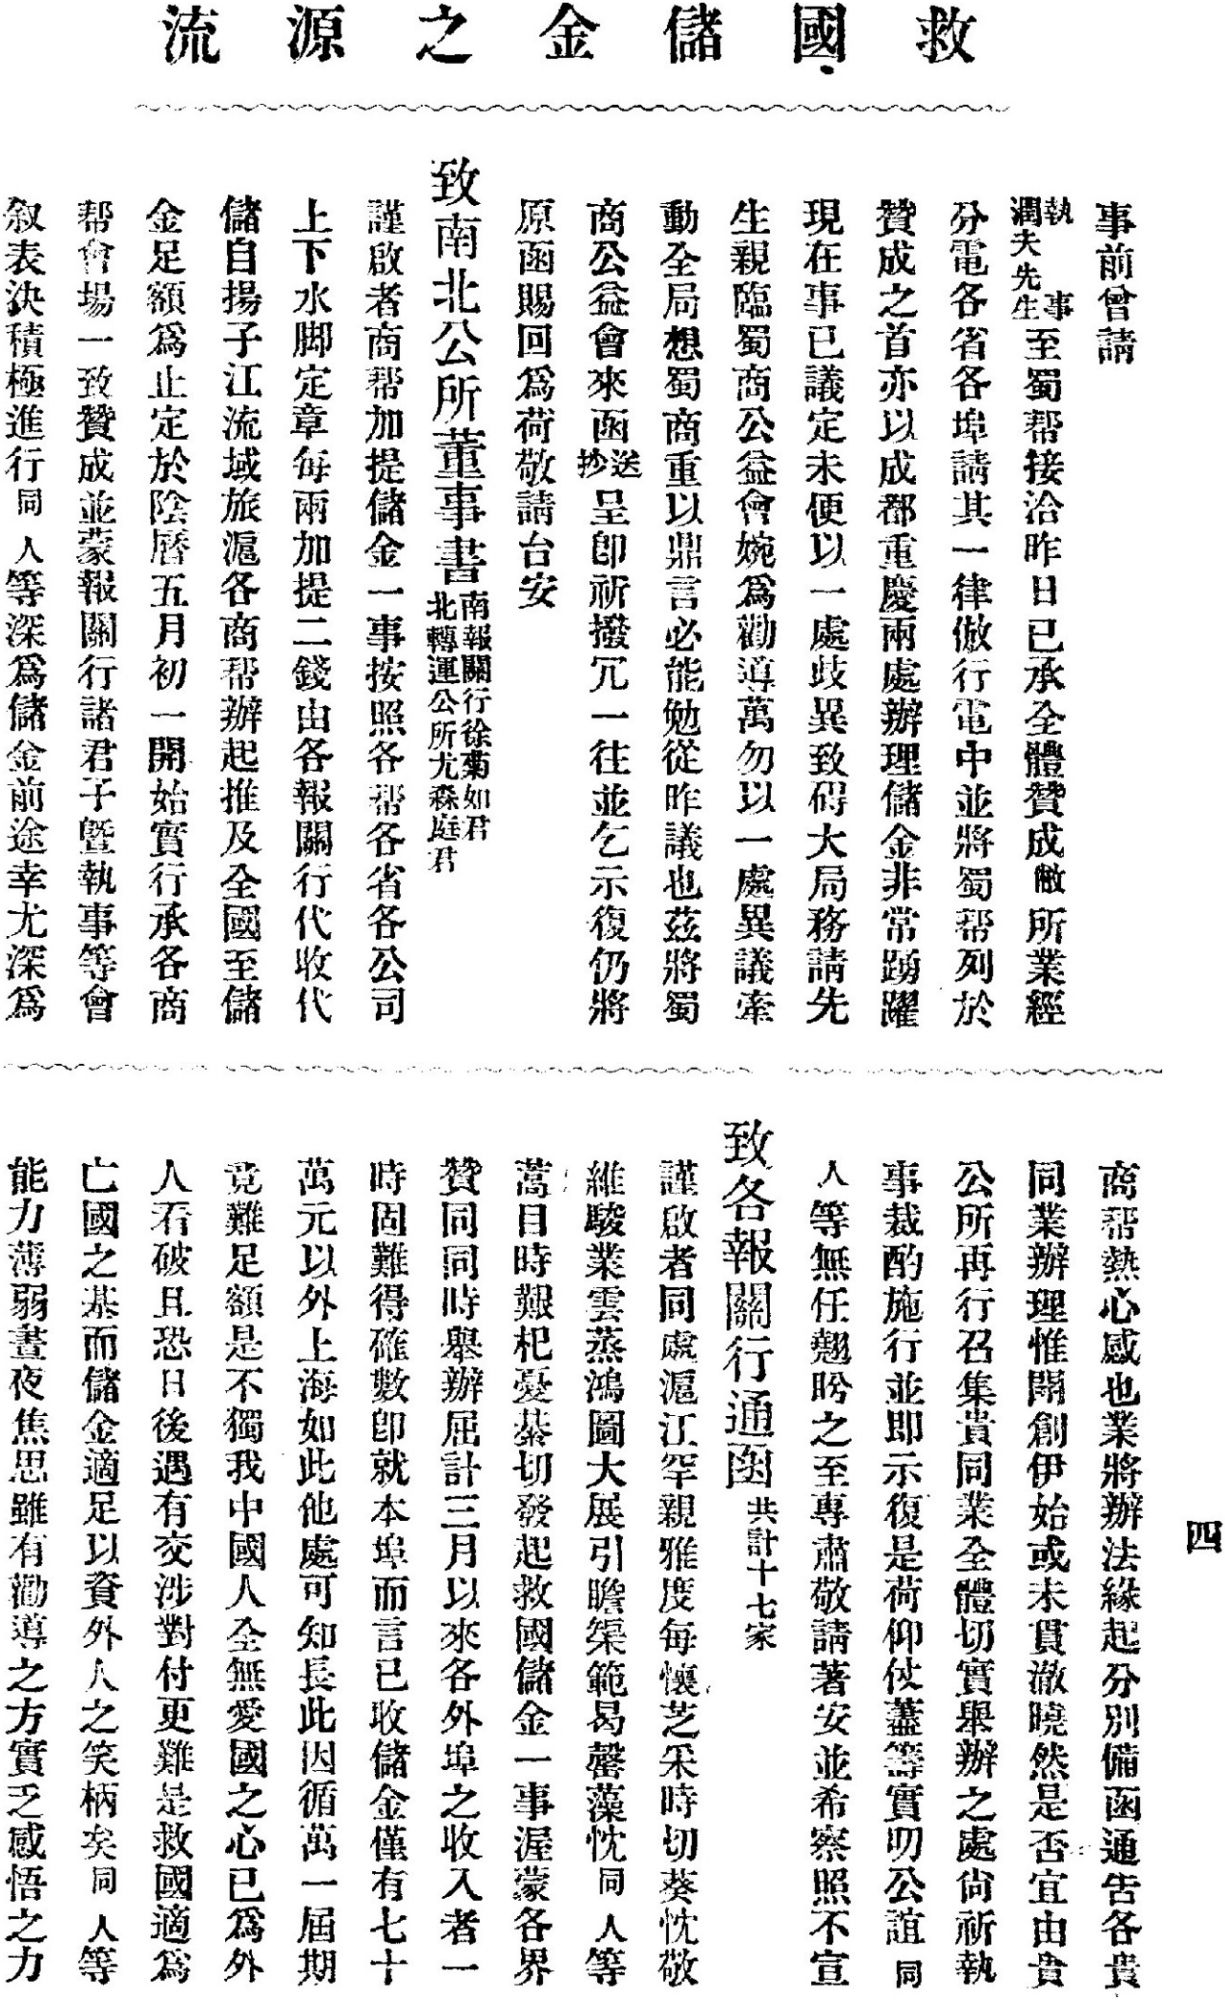 救國儲金之源流
事前曾請
執事潤夫先生至蜀帮接洽昨日已承全體贊成敝所業經
分電各省各埠請其一律倣行電中並將蜀帮列於
贊成之首亦以成都重慶兩處辦理儲金非常踴躍
現在事已議定未便以一處歧異致碍大局務請先
生親臨蜀商公益會婉爲勸導萬勿以一處異議牽
動全局想蜀商重以鼎言必能勉從昨議也茲將蜀
商公益會來函送抄呈卽祈撥冗一往並乞示復仍將
原函賜回爲荷敬請台安
致南北公所董事書南報關行徐菊如君北轉運公所尤森庭君
謹啟者商帮加提儲金一事按照各帮各省各公司
上下水脚定章每兩加提二錢由各報關行代收代
儲自揚子江流域旅滬各商帮辦起推及全國至儲
金足額爲止定於陰曆五月初一開始實行承各商
帮會場一致贊成並蒙報關行諸君子曁執事等會
叙表決積極進行同人等深爲儲金前途幸尤深爲
商帮熱心感也業將辦法緣起分別備函通告各貴
同業辦理惟開創伊始或未貫澈曉然是否宜由貴
公所再行召集貴同業全體切實舉辦之處尙祈執
事裁酌施行並即示復是荷仰仗藎籌實叨公誼同
人等無任翹盻之至專肅敬請著安並希察照不宣
致各報關行通函共計十七家
謹啟者同處滬江罕親雅度每懷芝釆時切葵忱敬
維駿業雲蒸鴻圖大展引瞻榘範曷罄藻忱同人等
蒿目時艱杞憂綦切發起救國儲金一事渥蒙各界
贊同同時舉辦屈計三月以來各外埠之收入者一
時固難得確數卽就本埠而言已收儲金僅有七十
萬元以外上海如此他處可知長此因循萬一屆期
竟難足額是不獨我中國人全無愛國之心已爲外
人看破且恐日後遇有交涉對付更難是救國適爲
亡國之基而儲金適足以資外人之笑柄矣同人等
能力薄弱晝夜焦思雖有勸導之方實乏感悟之力
四